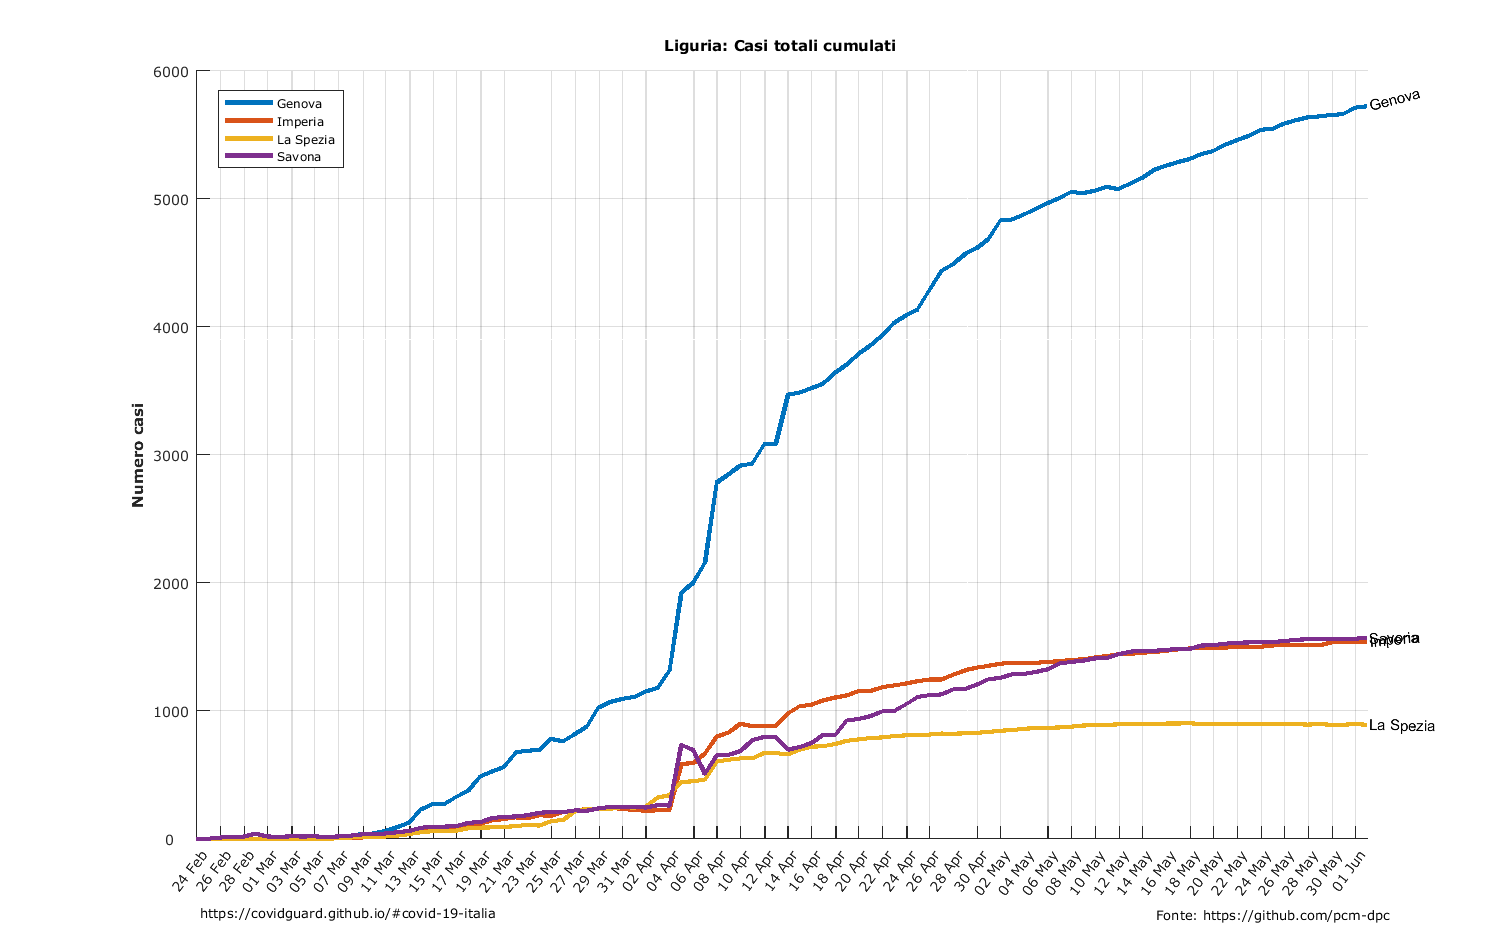 Liguria: Casi totali cumulati
6000
5000
4000
3000
2000
1000
0
Numero casi
Genova
Imperia
La Spezia
Savona
Genova
Savona
Imperia
La Spezia
24 Feb
26 Feb
28 Feb
01 Mar
03 Mar
05 Mar
07 Mar
09 Mar
11 Mar
13 Mar
15 Mar
17 Mar
19 Mar
21 Mar
23 Mar
25 Mar
27 Mar
29 Mar
31 Mar
02 Apr
04 Apr
06 Apr
08 Apr
10 Apr
12 Apr
14 Apr
16 Apr
18 Apr
20 Apr
22 Apr
24 Apr
26 Apr
28 Apr
30 Apr
02 May
04 May
06 May
08 May
10 May
12 May
14 May
16 May
18 May
20 May
22 May
24 May
26 May
28 May
30 May
01 Jun
https://covidguard.github.io/#covid-19-italia
Fonte: https://github.com/pcm-dpc